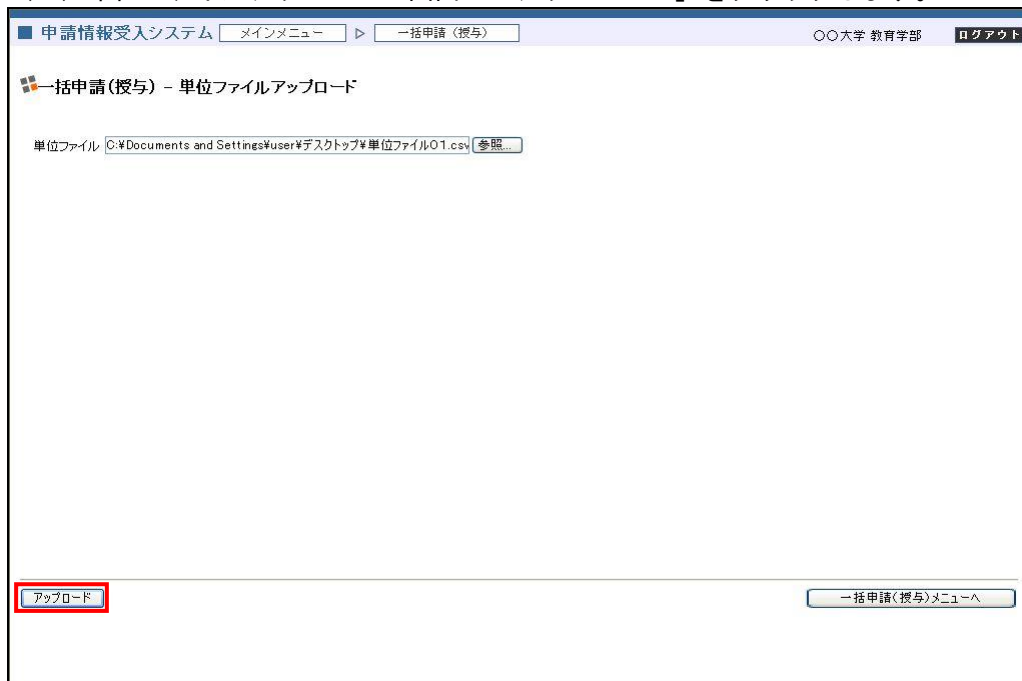 ■ 申請情報受入システム メインメニュー ▷ 一括申請（授与） ○○大学 教育学部 ログアウト
一括申請(授与) － 単位ファイルアップロード
単位ファイル C:¥Documents and Settings¥user¥デスクトップ¥単位ファイル01.csv 参照...
アップロード 一括申請(授与)メニューへ